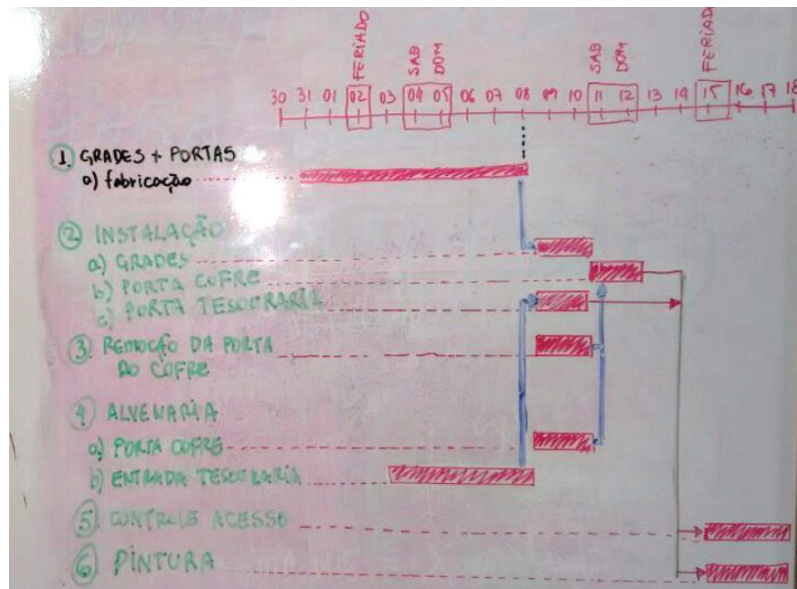 FERIADO SAB DOM SAB DOM FERIADO
30 31 01 02 03 04 05 06 07 08 09 10 11 12 13 14 15 16 17 18
1. GRADES + PORTAS
a) fabricação
2 INSTALAÇÃO
a) GRADES
b) PORTA COFRE
c) PORTA TESOURARIA
3 REMOÇÃO DA PORTA
DO COFRE
4 ALVENARIA
a) PORTA COFRE
b) ENTRADA TESOURARIA
5 CONTROLE ACESSO
6 PINTURA